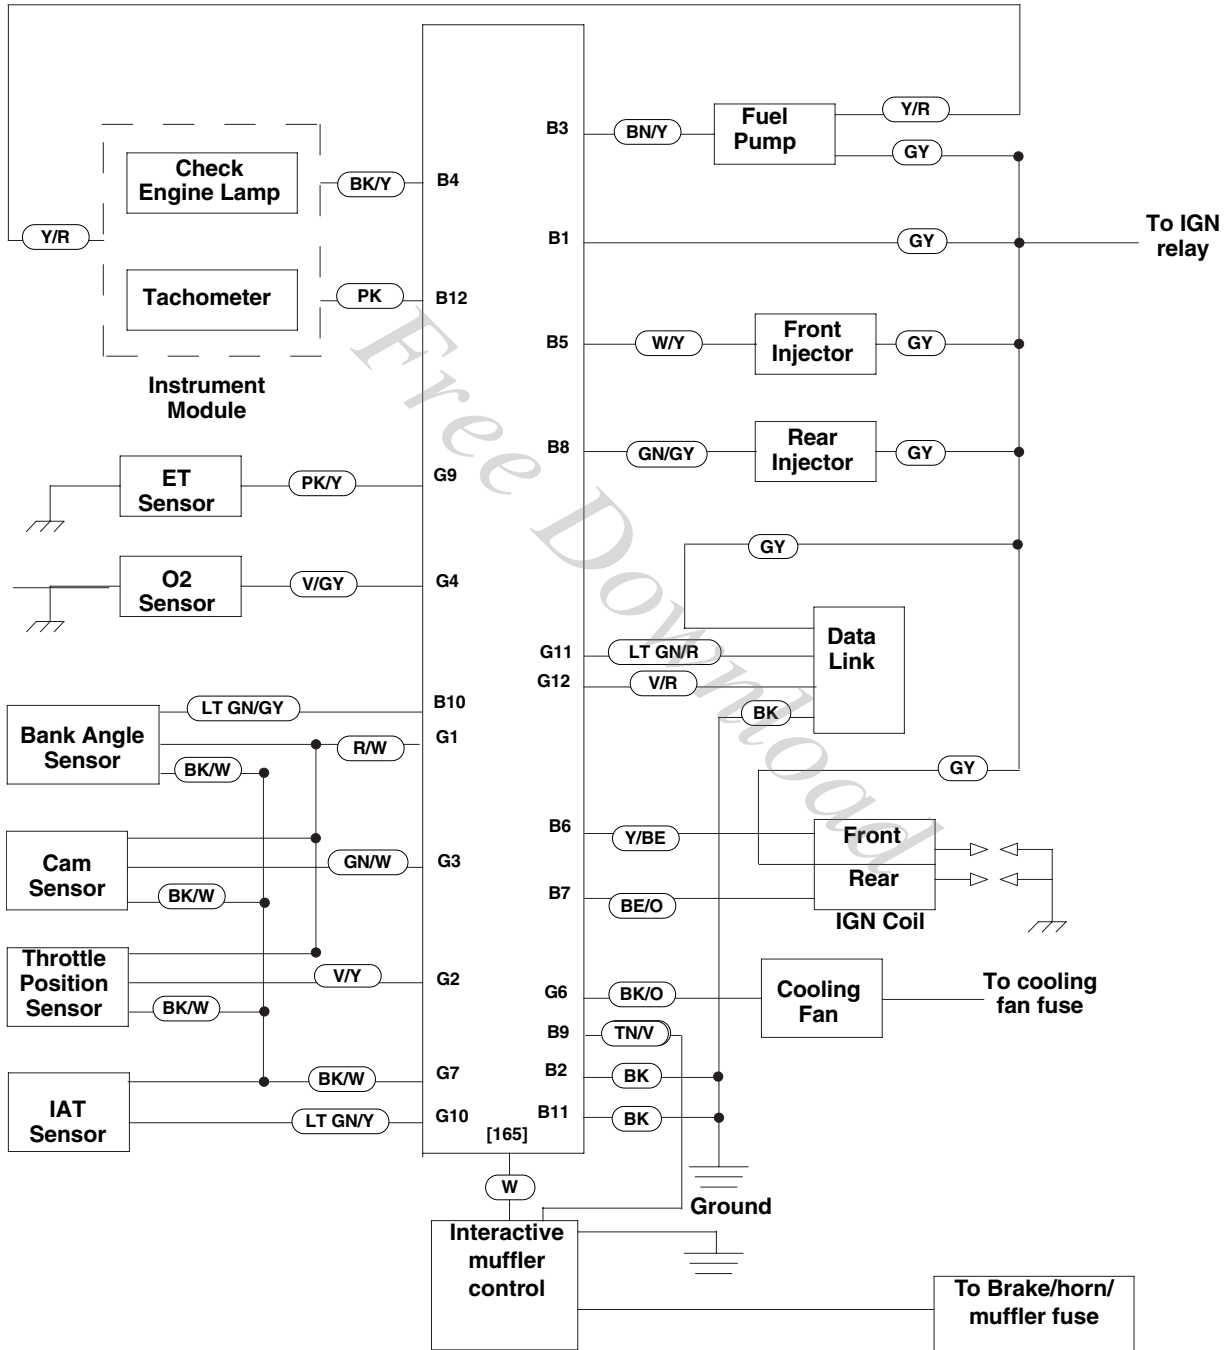 B3
BN/Y
Fuel
Pump
Y/R
GY
Check
Engine Lamp
BK/Y
B4
Y/R
B1
GY
To IGN
relay
Tachometer
PK
B12
Instrument
Module
B5
W/Y
Front
Injector
GY
B8
GN/GY
Rear
Injector
GY
ET
Sensor
PK/Y
G9
O2
Sensor
V/GY
G4
GY
Data
Link
G11
LT GN/R
G12
V/R
BK
Bank Angle
Sensor
LT GN/GY
B10
R/W
G1
BK/W
GY
Cam
Sensor
GN/W
G3
BK/W
B6
Y/BE
Front
B7
BE/O
Rear
IGN Coil
Throttle
Position
Sensor
V/Y
G2
BK/W
G6
BK/O
Cooling
Fan
To cooling
fan fuse
B9
TN/V
IAT
Sensor
BK/W
G7
LT GN/Y
G10
B2
BK
B11
BK
[165]
W
Ground
Interactive
muffler
control
To Brake/horn/
muffler fuse
Free Download